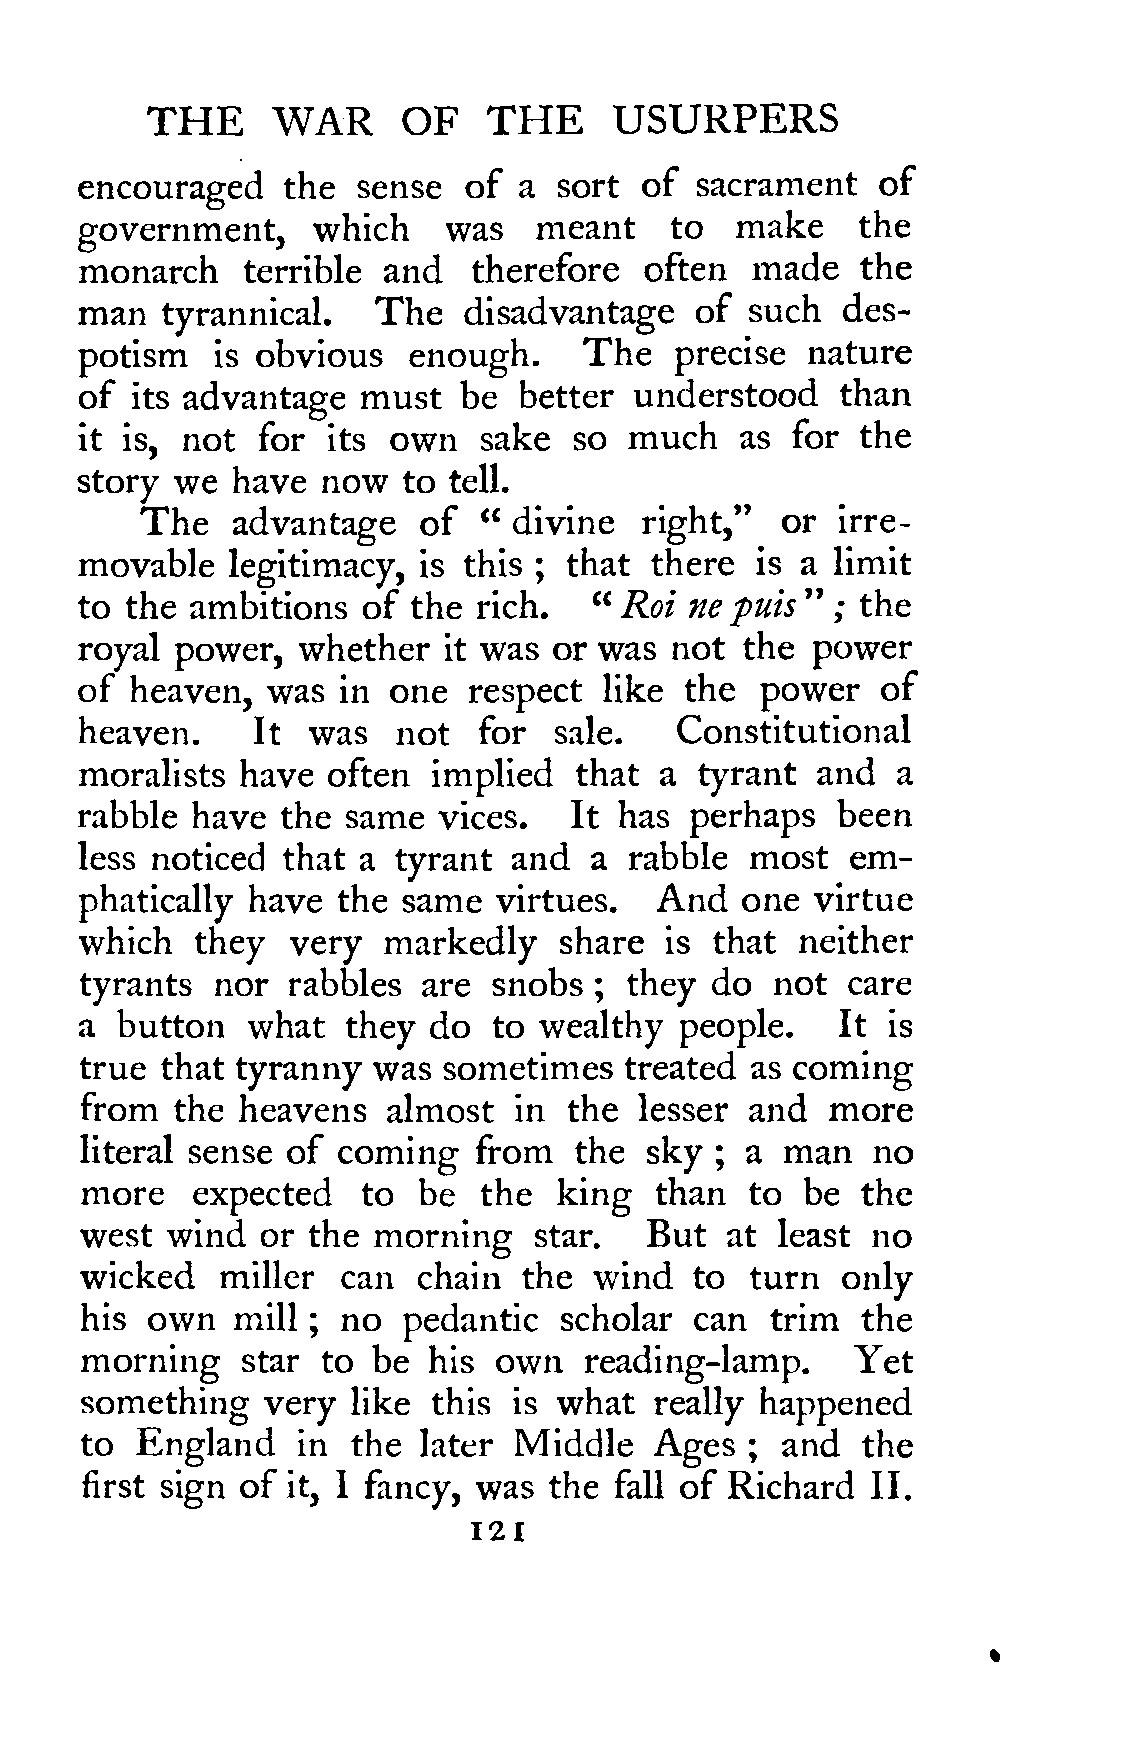 THE WAR OF THE USURPERS
encouraged the sense of a sort of sacrament of
government, which was meant to make the
monarch terrible and therefore often made the
man tyrannical. The disadvantage of such des-
potism is obvious enough. The precise nature
of its advantage must be better understood than
it is, not for its own sake so much as for the
story we have now to tell.
The advantage of “ divine right,” or irre-
movable legitimacy, is this ; that there is a limit
to the ambitions of the rich. “ Roi ne puis ” ; the
royal power, whether it was or was not the power
of heaven, was in one respect like the power of
heaven. It was not for sale. Constitutional
moralists have often implied that a tyrant and a
rabble have the same vices. It has perhaps been
less noticed that a tyrant and a rabble most em-
phatically have the same virtues. And one virtue
which they very markedly share is that neither
tyrants nor rabbles are snobs ; they do not care
a button what they do to wealthy people. It is
true that tyranny was sometimes treated as coming
from the heavens almost in the lesser and more
literal sense of coming from the sky ; a man no
more expected to be the king than to be the
west wind or the morning star. But at least no
wicked miller can chain the wind to turn only
his own mill ; no pedantic scholar can trim the
morning star to be his own reading-lamp. Yet
something very like this is what really happened
to England in the later Middle Ages ; and the
first sign of it, I fancy, was the fall of Richard II.
121